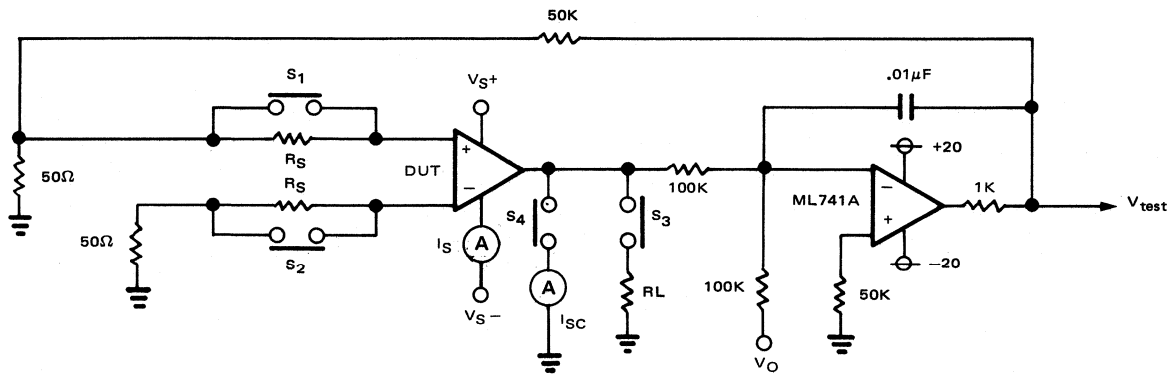 50K
S1
VS+
.01μF
50Ω
RS
+
DUT
−
RS
100K
+20
−
ML741A
+
1K
Vtest
−20
50Ω
S2
IS
A
VS−
S4
A
ISC
S3
RL
100K
50K
VO